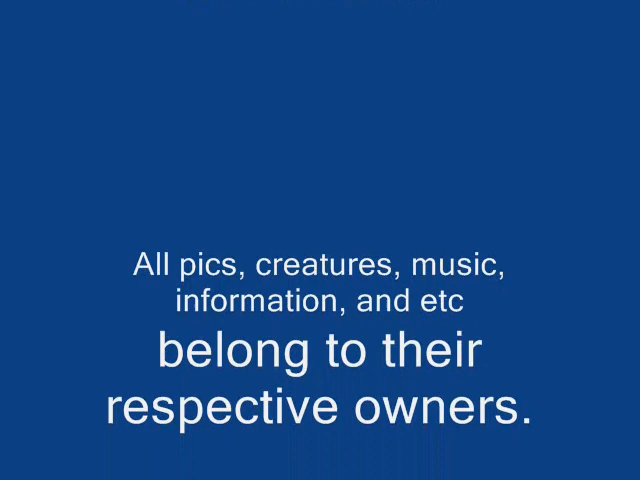 All pics, creatures, music,
information, and etc
belong to their
respective owners.